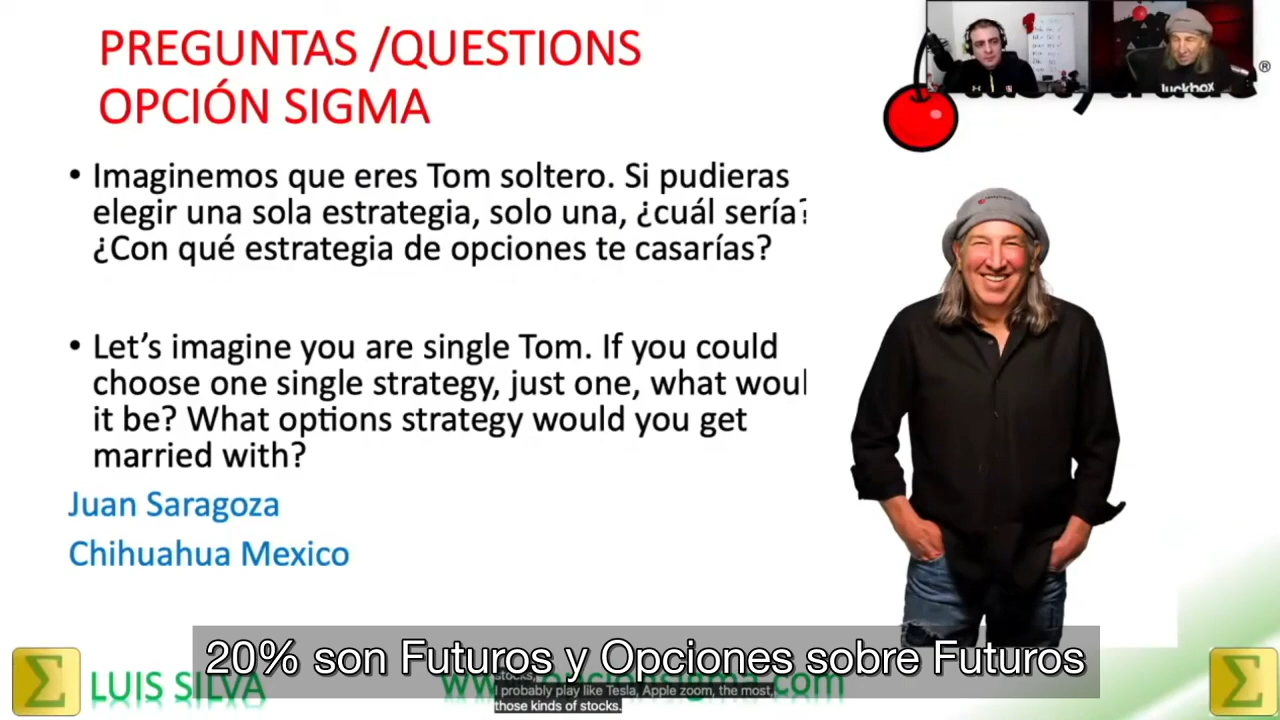 PREGUNTAS /QUESTIONS
OPCIÓN SIGMA
®
luckbox
• Imaginemos que eres Tom soltero. Si pudieras
elegir una sola estrategia, solo una, ¿cuál sería?
¿Con qué estrategia de opciones te casarías?
• Let's imagine you are single Tom. If you could
choose one single strategy, just one, what woul
it be? What options strategy would you get
married with?
Juan Saragoza
Chihuahua Mexico
20% son Futuros y Opciones sobre Futuros
Σ LUIS SILVA
stocks,
I probably play like Tesla, Apple zoom, the most,
those kinds of stocks.
Σ